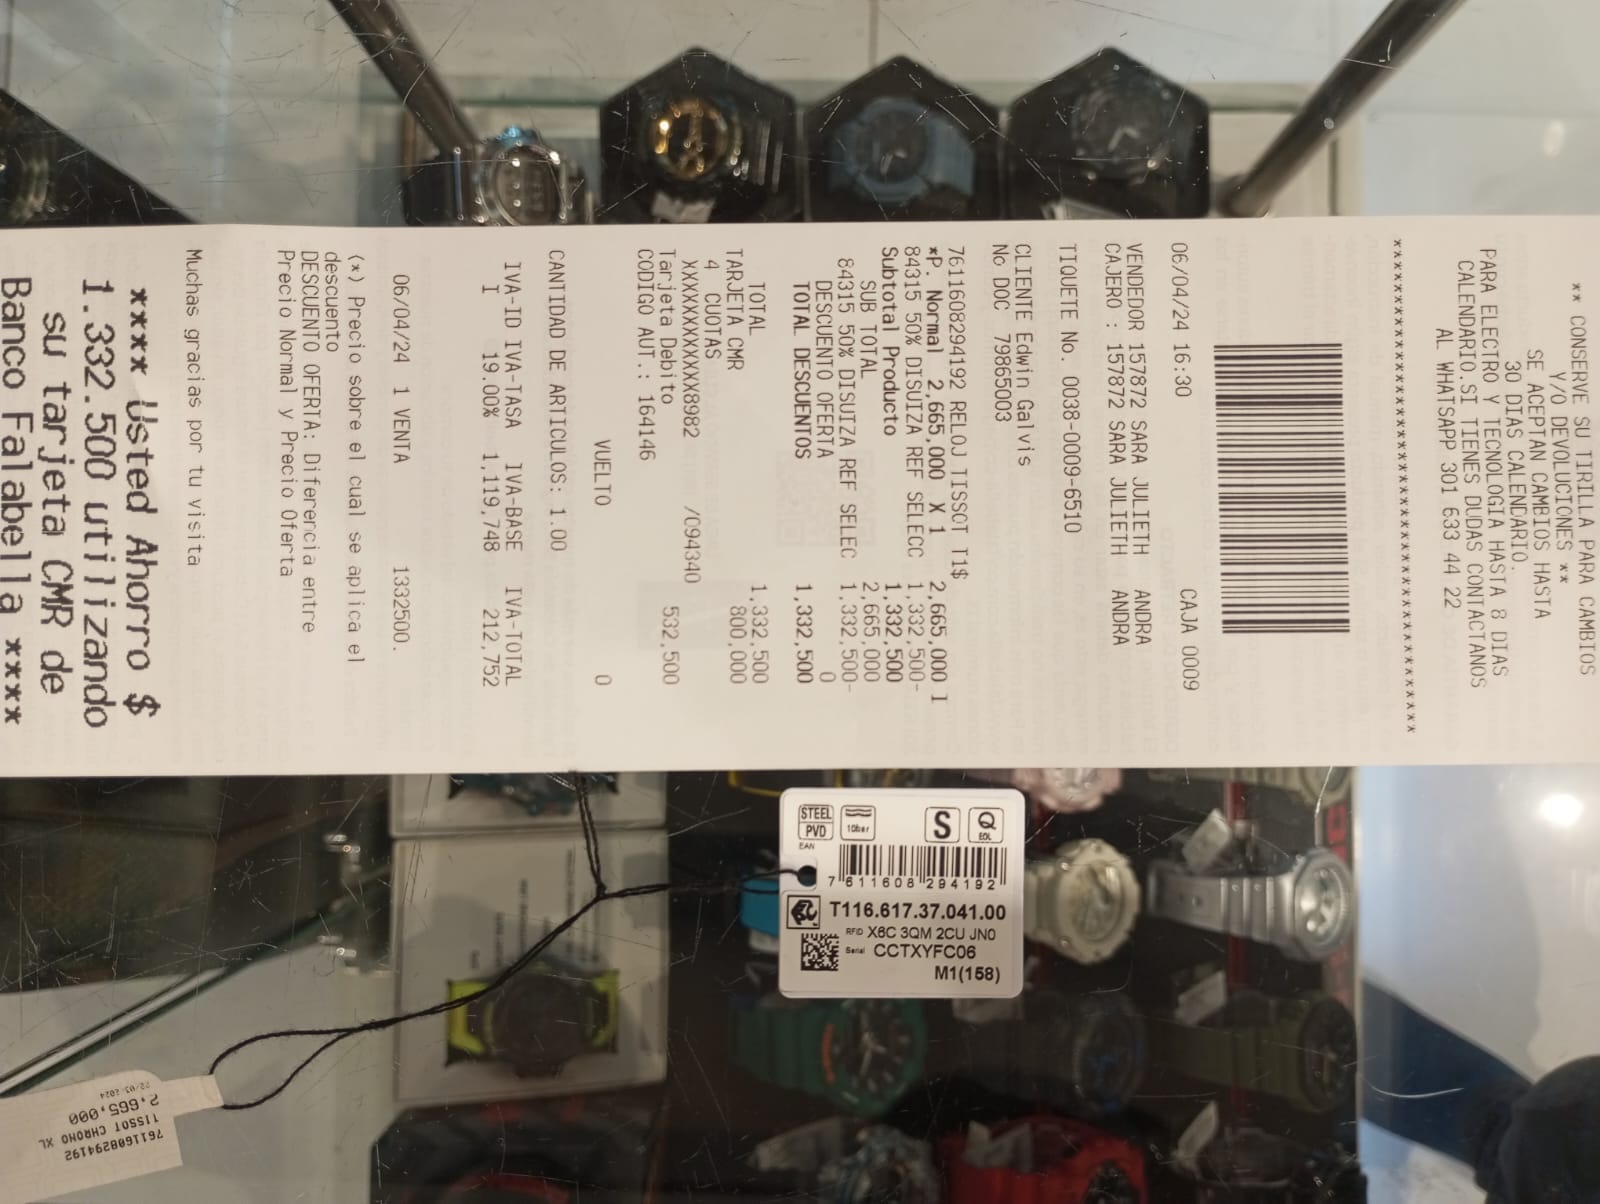 ** CONSERVE SU TIRILLA PARA CAMBIOS
Y/O DEVOLUCIONES **
SE ACEPTAN CAMBIOS HASTA
30 DIAS CALENDARIO.
PARA ELECTRO Y TECNOLOGIA HASTA 8 DIAS
CALENDARIO.SI TIENES DUDAS CONTACTANOS
AL WHATSAPP 301 633 44 22
****************************************
06/04/24 16:30 CAJA 0009
VENDEDOR 157872 SARA JULIETH ANDRA
CAJERO : 157872 SARA JULIETH ANDRA
TIQUETE No. 0038-0009-6510
CLIENTE Edwin Galvis
No DOC 79865003
7611608294192 RELOJ TISSOT T1$
*P. Normal 2,665,000 X 1 2,665,000 I
84315 50% DISUIZA REF SELECC 1,332,500-
Subtotal Producto 1,332,500
SUB TOTAL 2,665,000
84315 50% DISUIZA REF SELEC 1,332,500-
DESCUENTO OFERTA 0
TOTAL DESCUENTOS 1,332,500
TOTAL 1,332,500
TARJETA CMR 800,000
4 CUOTAS
XXXXXXXXXXXX8982 /094340
Tarjeta Debito 532,500
CODIGO AUT.: 164146
VUELTO 0
CANTIDAD DE ARTICULOS: 1.00
IVA-ID IVA-TASA IVA-BASE IVA-TOTAL
I 19.00% 1,119,748 212,752
06/04/24 1 VENTA 1332500.
(*) Precio sobre el cual se aplica el
descuento
DESCUENTO OFERTA: Diferencia entre
Precio Normal y Precio Oferta
Muchas gracias por tu visita
**** Usted Ahorro $
1.332.500 utilizando
su tarjeta CMR de
Banco Falabella ****
STEEL
PVD
10bar
S
Q
EOL
EAN
7 611608 294192
T116.617.37.041.00
RFID X6C 3QM 2CU JN0
Serial CCTXYFC06
M1(158)
7611608294192
TISSOT CHRONO XL
2,665,000
22/03/2024